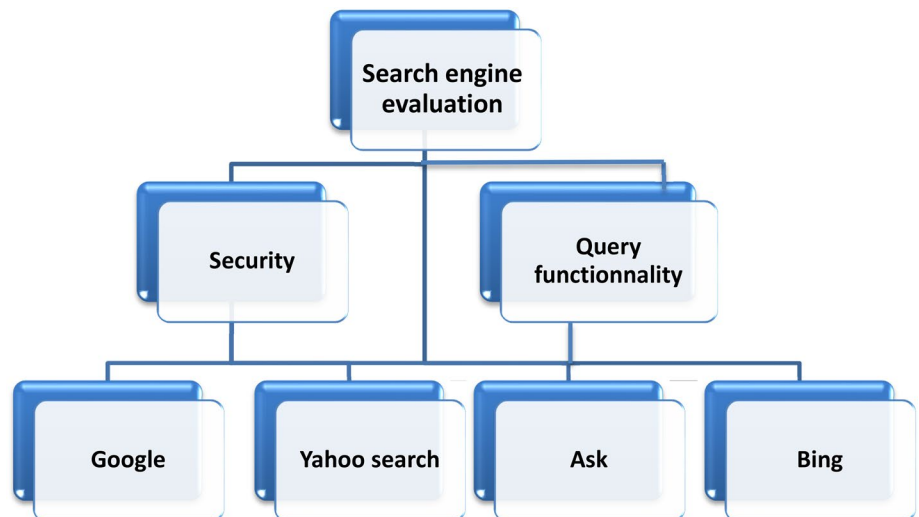 Search engine
evaluation
Security
Query
functionnality
Google
Yahoo search
Ask
Bing